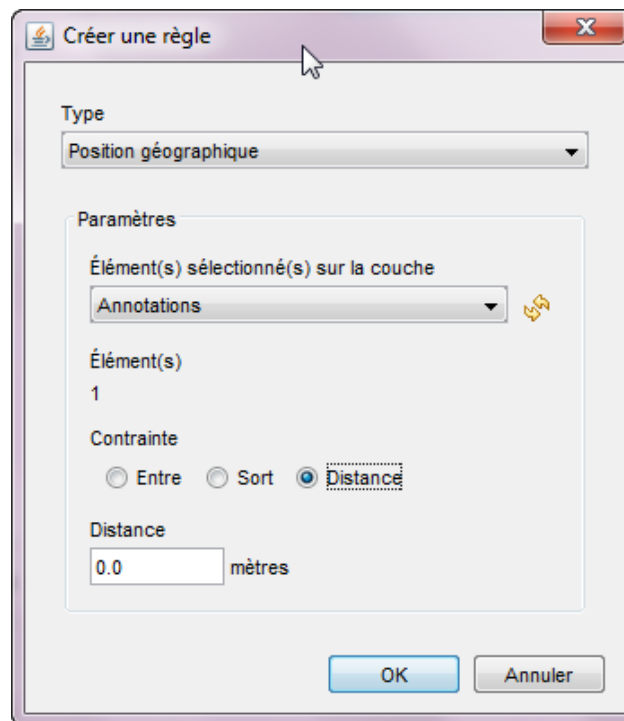 Créer une règle
Type
Position géographique
Paramètres
Élément(s) sélectionné(s) sur la couche
Annotations
Élément(s)
1
Contrainte
Entre Sort Distance
Distance
0.0 mètres
OK Annuler